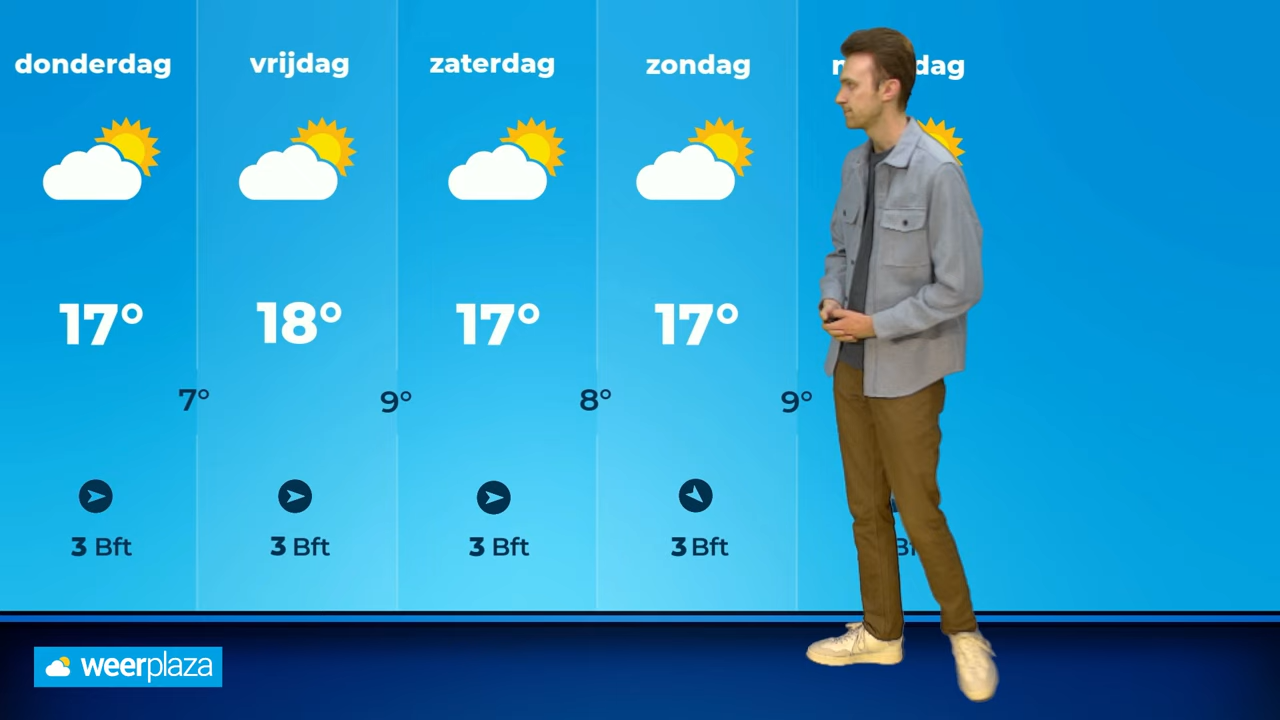 donderdag vrijdag zaterdag zondag
17° 18° 17° 17°
7° 9° 8° 9°
3 Bft 3 Bft 3 Bft 3 Bft
weerplaza